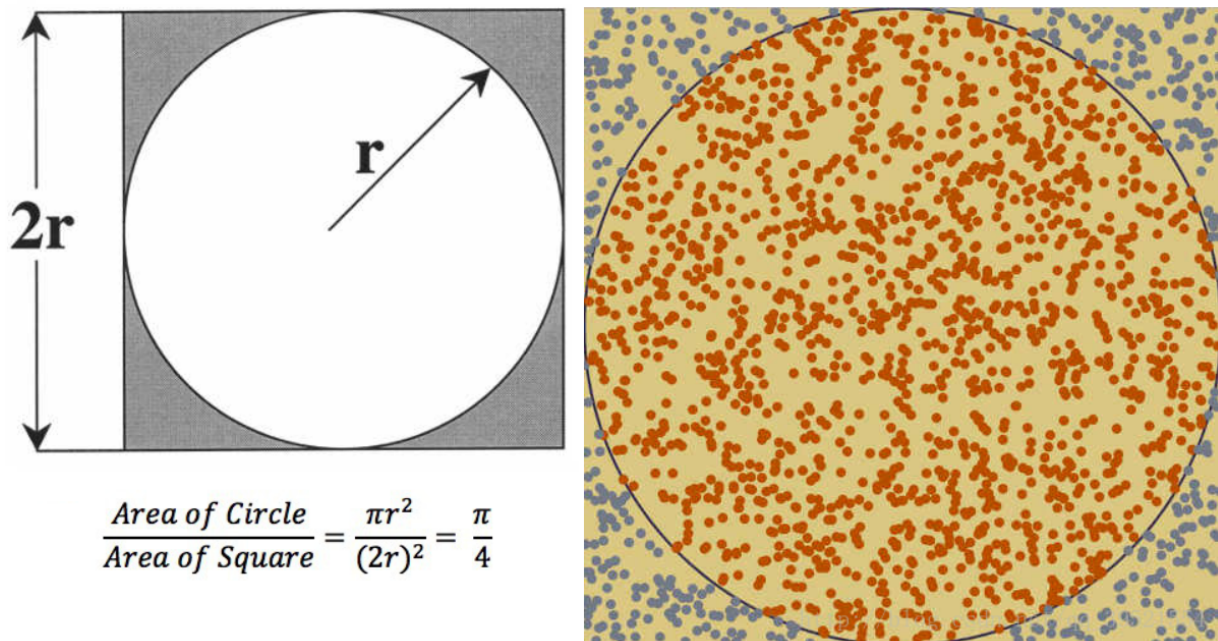 2r
r
Area of Circle / Area of Square = πr² / (2r)² = π / 4